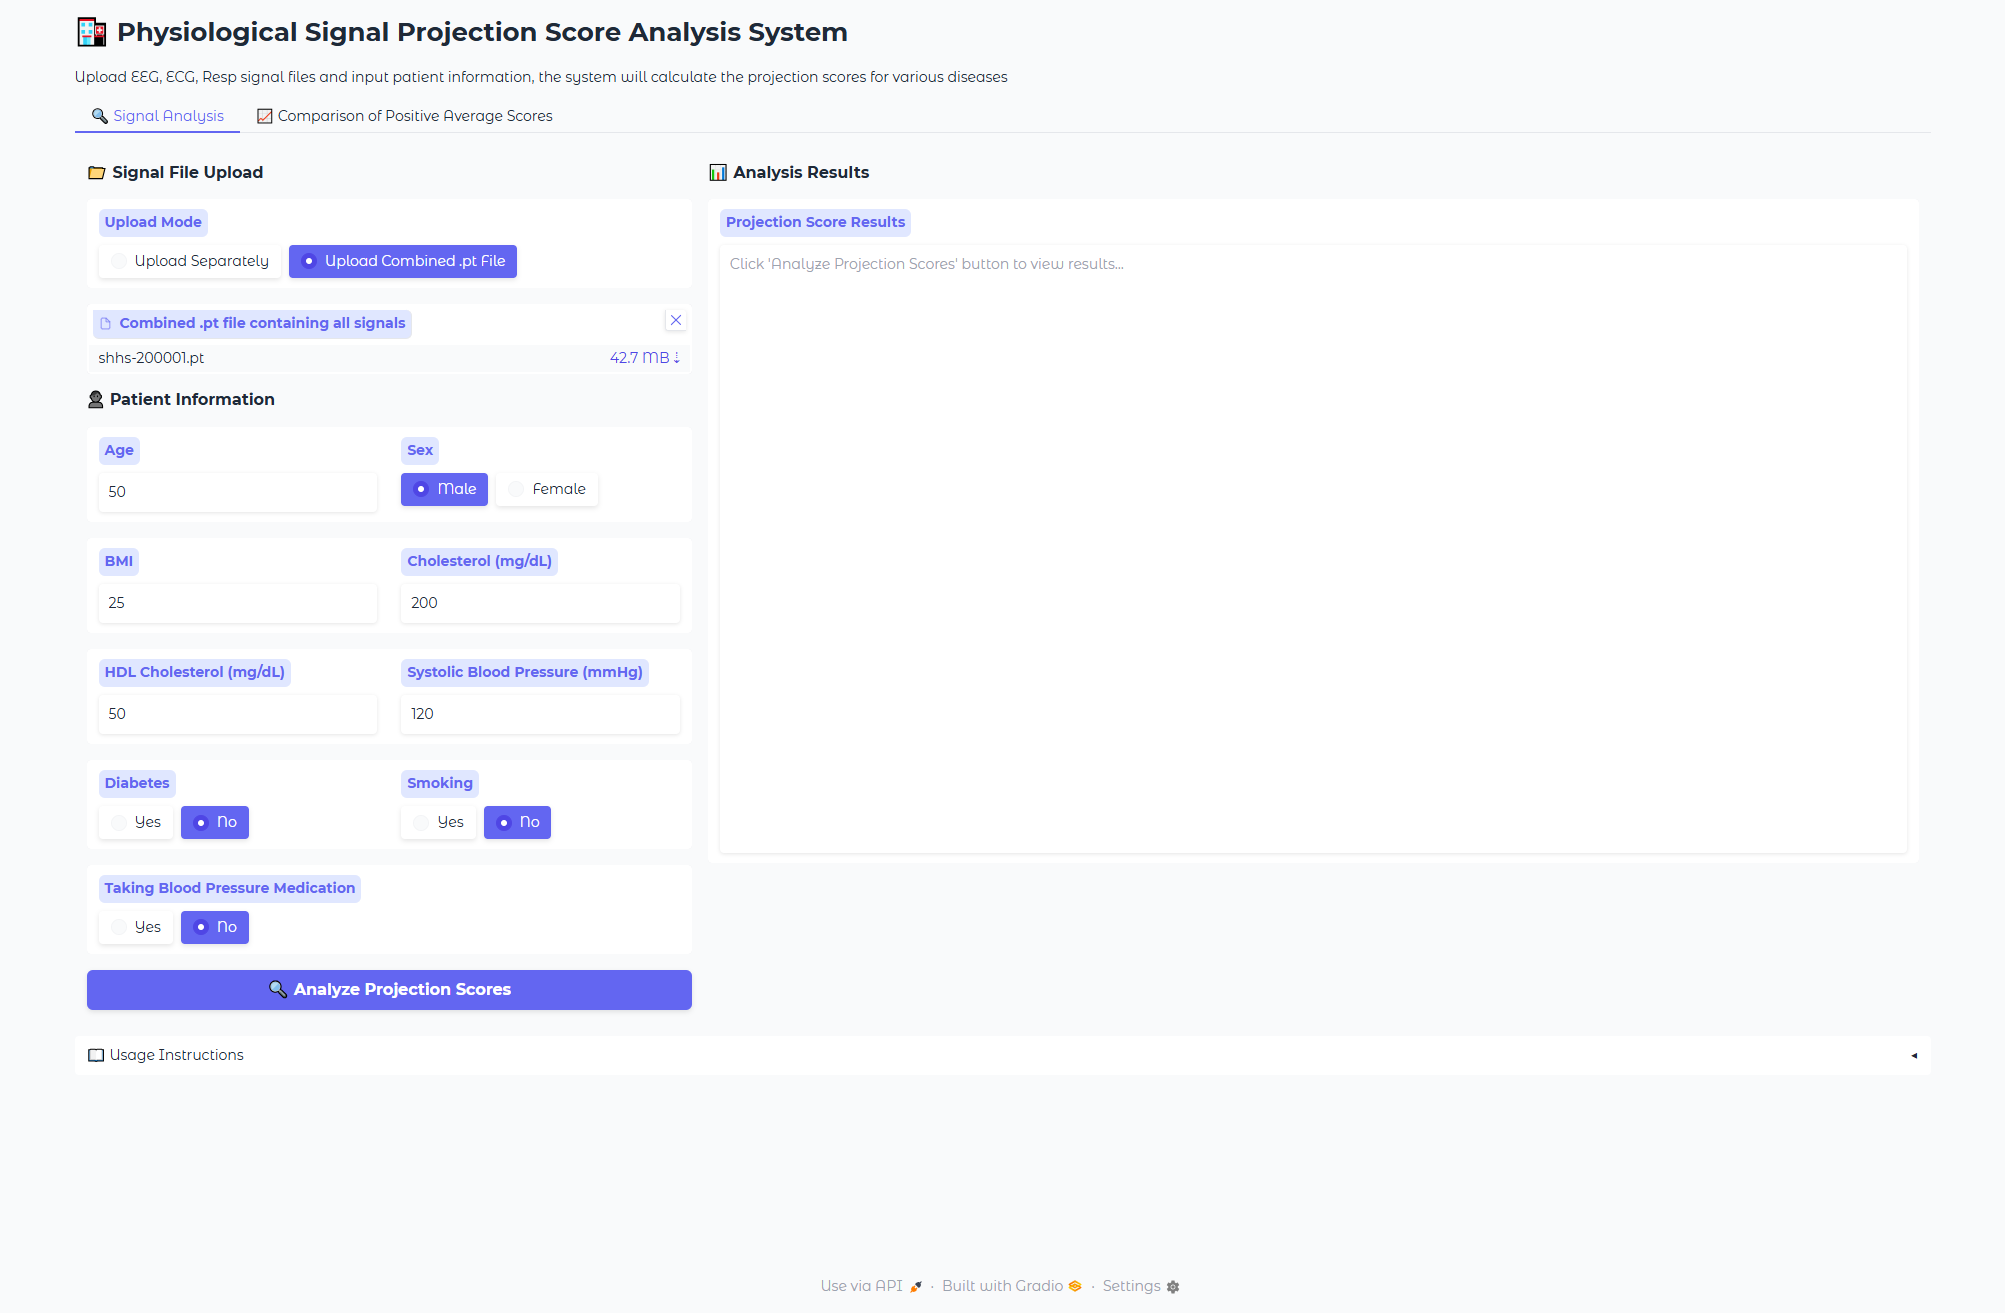 Physiological Signal Projection Score Analysis System
Upload EEG, ECG, Resp signal files and input patient information, the system will calculate the projection scores for various diseases
Signal Analysis
Comparison of Positive Average Scores
Signal File Upload
Upload Mode
Upload Separately
Upload Combined .pt File
Combined .pt file containing all signals
shhs-200001.pt
42.7 MB ⇣
Patient Information
Age
Sex
50
Male
Female
BMI
Cholesterol (mg/dL)
25
200
HDL Cholesterol (mg/dL)
Systolic Blood Pressure (mmHg)
50
120
Diabetes
Smoking
Yes
No
Yes
No
Taking Blood Pressure Medication
Yes
No
Analyze Projection Scores
Analysis Results
Projection Score Results
Click 'Analyze Projection Scores' button to view results...
Usage Instructions
Use via API · Built with Gradio · Settings